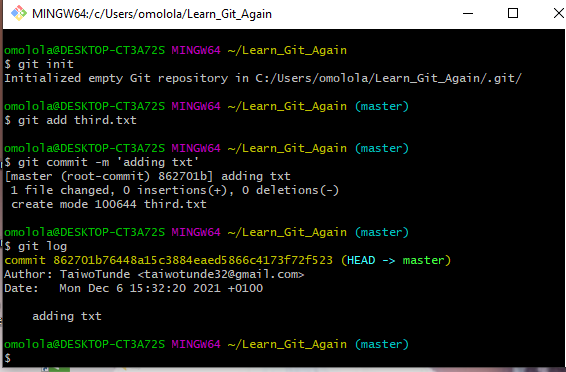 MINGW64:/c/Users/omolola/Learn_Git_Again
omolola@DESKTOP-CT3A72S MINGW64 ~/Learn_Git_Again
$ git init
Initialized empty Git repository in C:/Users/omolola/Learn_Git_Again/.git/
omolola@DESKTOP-CT3A72S MINGW64 ~/Learn_Git_Again (master)
$ git add third.txt
omolola@DESKTOP-CT3A72S MINGW64 ~/Learn_Git_Again (master)
$ git commit -m 'adding txt'
[master (root-commit) 862701b] adding txt
 1 file changed, 0 insertions(+), 0 deletions(-)
 create mode 100644 third.txt
omolola@DESKTOP-CT3A72S MINGW64 ~/Learn_Git_Again (master)
$ git log
commit 862701b76448a15c3884eaed5866c4173f72f523 (HEAD -> master)
Author: TaiwoTunde <taiwotunde32@gmail.com>
Date:   Mon Dec 6 15:32:20 2021 +0100
    adding txt
omolola@DESKTOP-CT3A72S MINGW64 ~/Learn_Git_Again (master)
$